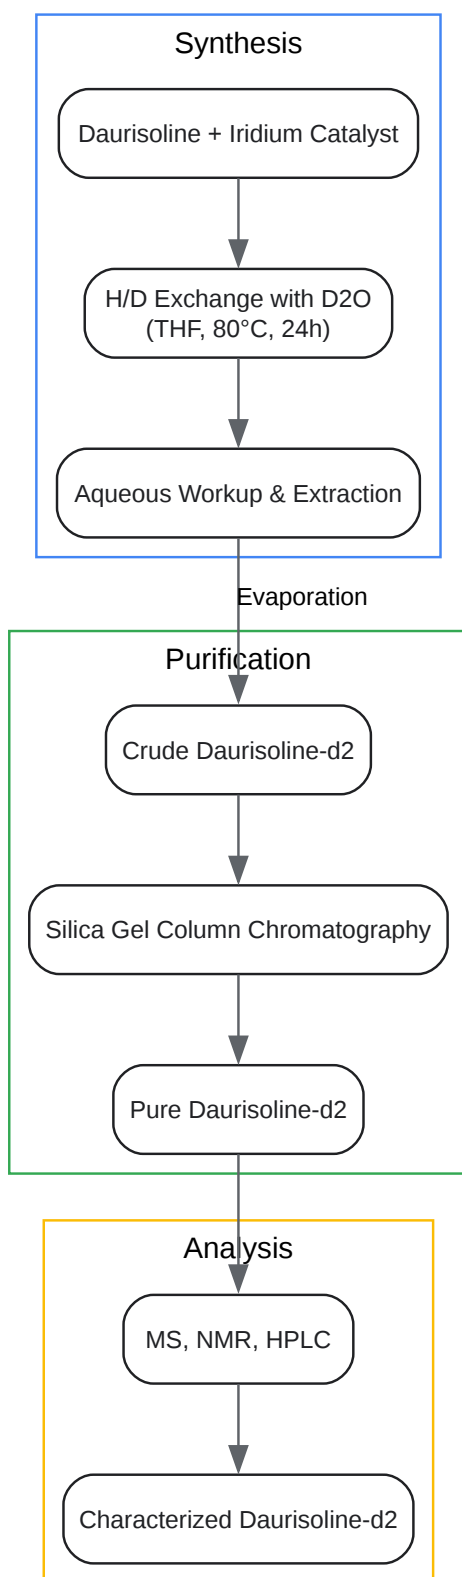 Synthesis
Daurisoline + Iridium Catalyst
H/D Exchange with D2O
(THF, 80°C, 24h)
Aqueous Workup & Extraction
Evaporation
Purification
Crude Daurisoline-d2
Silica Gel Column Chromatography
Pure Daurisoline-d2
Analysis
MS, NMR, HPLC
Characterized Daurisoline-d2